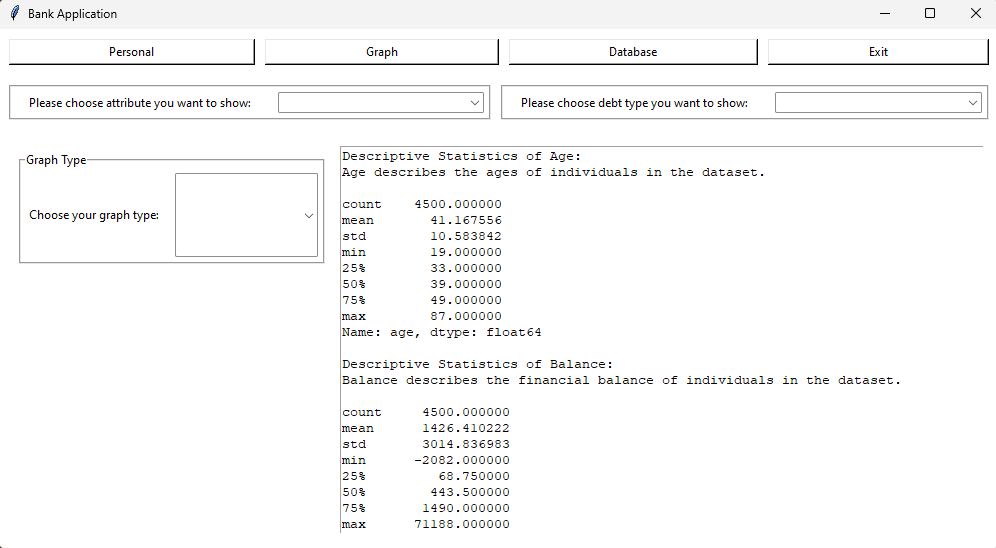 Bank Application
Personal Graph Database Exit
Please choose attribute you want to show: Please choose debt type you want to show:
Graph Type
Choose your graph type:
Descriptive Statistics of Age:
Age describes the ages of individuals in the dataset.
count 4500.000000
mean 41.167556
std 10.583842
min 19.000000
25% 33.000000
50% 39.000000
75% 49.000000
max 87.000000
Name: age, dtype: float64
Descriptive Statistics of Balance:
Balance describes the financial balance of individuals in the dataset.
count 4500.000000
mean 1426.410222
std 3014.836983
min -2082.000000
25% 68.750000
50% 443.500000
75% 1490.000000
max 71188.000000